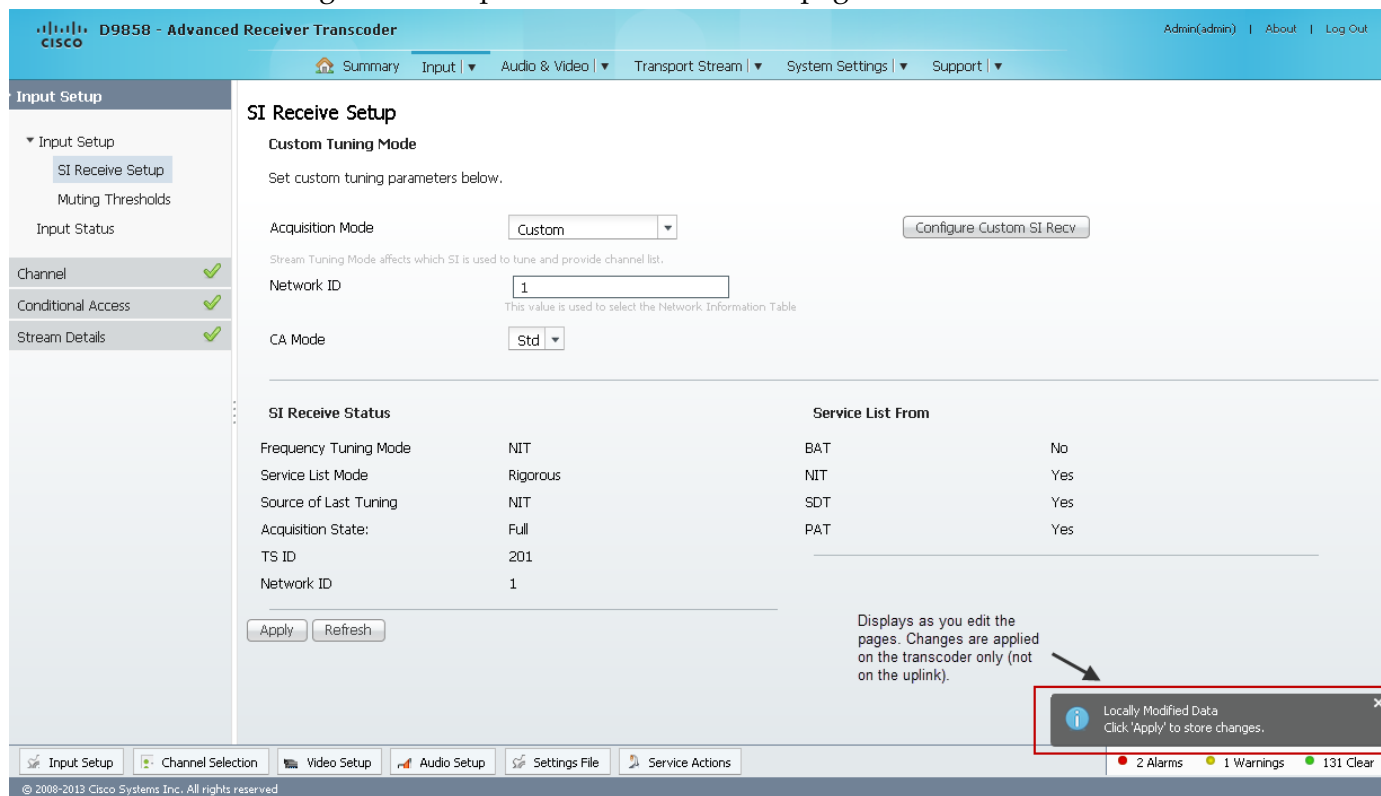 CISCO
D9858 - Advanced Receiver Transcoder
Admin(admin) | About | Log Out
Summary Input | Audio & Video | Transport Stream | System Settings | Support |
Input Setup
Input Setup
SI Receive Setup
Muting Thresholds
Input Status
Channel
Conditional Access
Stream Details
SI Receive Setup
Custom Tuning Mode
Set custom tuning parameters below.
Acquisition Mode Custom Configure Custom SI Recv
Stream Tuning Mode affects which SI is used to tune and provide channel list.
Network ID 1
This value is used to select the Network Information Table
CA Mode Std
SI Receive Status
Frequency Tuning Mode NIT
Service List Mode Rigorous
Source of Last Tuning NIT
Acquisition State: Full
TS ID 201
Network ID 1
Service List From
BAT No
NIT Yes
SDT Yes
PAT Yes
Apply Refresh
Displays as you edit the
pages. Changes are applied
on the transcoder only (not
on the uplink).
Locally Modified Data
Click 'Apply' to store changes.
Input Setup Channel Selection Video Setup Audio Setup Settings File Service Actions
2 Alarms 1 Warnings 131 Clear
© 2008-2013 Cisco Systems Inc. All rights reserved